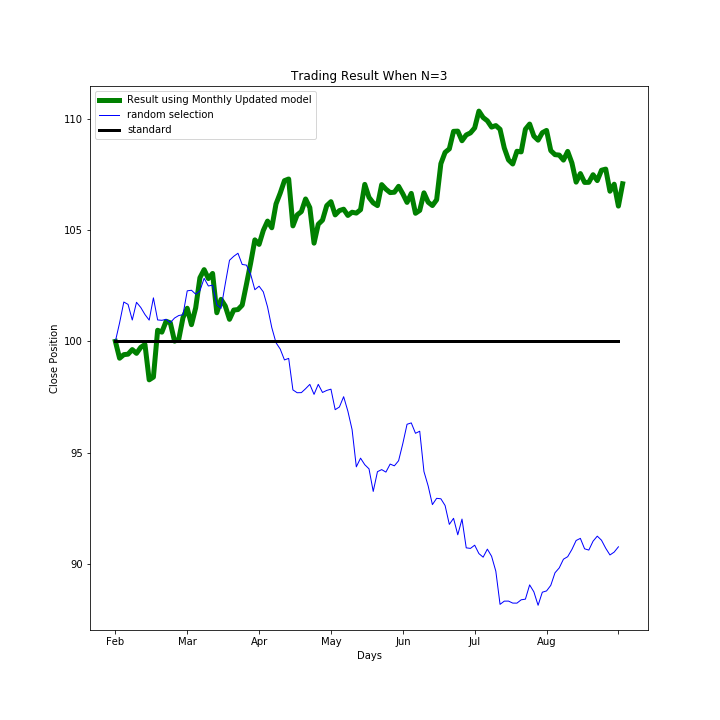 Trading Result When N=3
Result using Monthly Updated model
random selection
standard
110
105
100
95
90
Close Position
Feb Mar Apr May Jun Jul Aug
Days